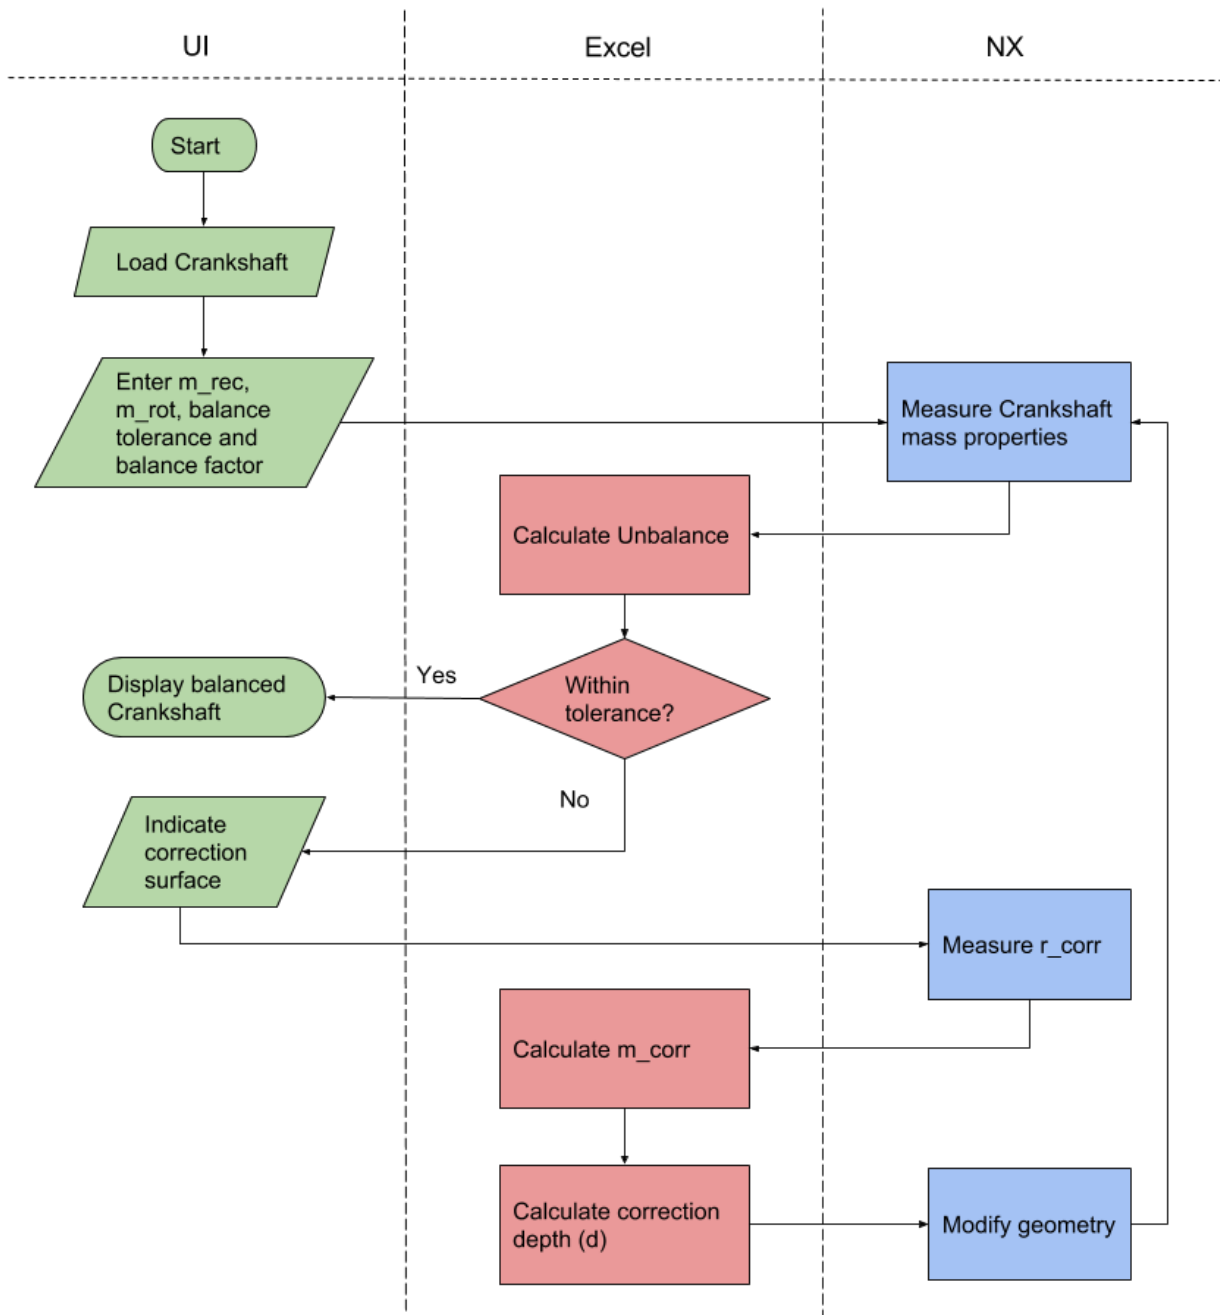 UI
Excel
NX
Start
Load Crankshaft
Enter m_rec,
m_rot, balance
tolerance and
balance factor
Measure Crankshaft
mass properties
Calculate Unbalance
Within
tolerance?
Yes
Display balanced
Crankshaft
No
Indicate
correction
surface
Measure r_corr
Calculate m_corr
Calculate correction
depth (d)
Modify geometry